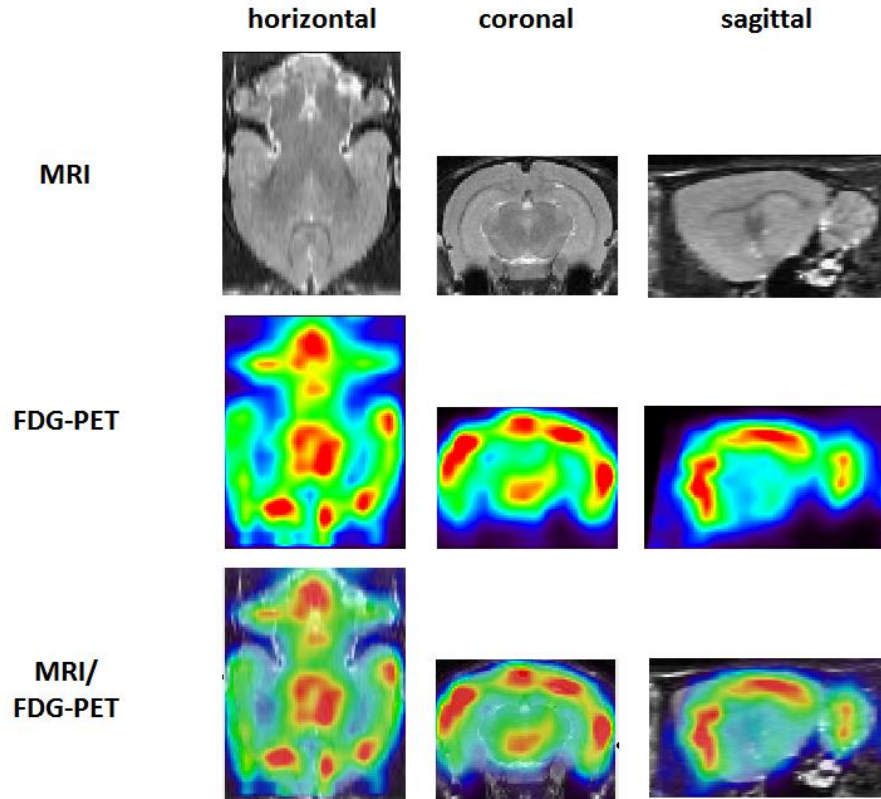 horizontal
coronal
sagittal
MRI
FDG-PET
MRI/
FDG-PET